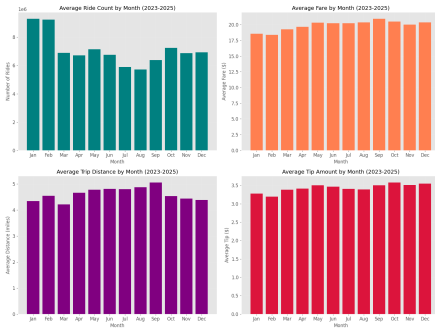 Average Ride Count by Month (2023-2025)
1e6
8
6
4
2
0
Number of Rides
Jan Feb Mar Apr May Jun Jul Aug Sep Oct Nov Dec
Month
Average Fare by Month (2023-2025)
20.0
17.5
15.0
12.5
10.0
7.5
5.0
2.5
0.0
Average Fare ($)
Jan Feb Mar Apr May Jun Jul Aug Sep Oct Nov Dec
Month
Average Trip Distance by Month (2023-2025)
5
4
3
2
1
0
Average Distance (miles)
Jan Feb Mar Apr May Jun Jul Aug Sep Oct Nov Dec
Month
Average Tip Amount by Month (2023-2025)
3.5
3.0
2.5
2.0
1.5
1.0
0.5
0.0
Average Tip ($)
Jan Feb Mar Apr May Jun Jul Aug Sep Oct Nov Dec
Month